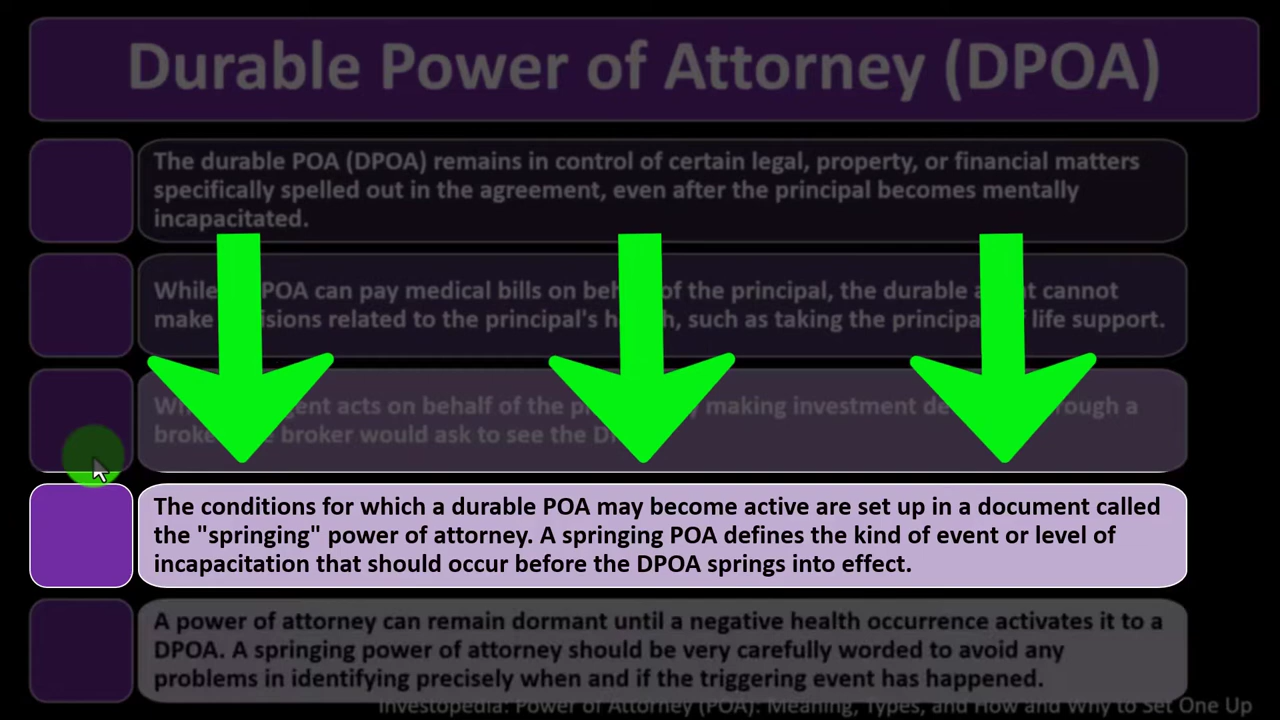 Durable Power of Attorney (DPOA)
The durable POA (DPOA) remains in control of certain legal, property, or financial matters
specifically spelled out in the agreement, even after the principal becomes mentally
incapacitated.
While POA can pay medical bills on of the principal, the durable cannot
make related to the principal's such as taking the life support.
acts on behalf of the making investment through a
broker would ask to see the
The conditions for which a durable POA may become active are set up in a document called
the "springing" power of attorney. A springing POA defines the kind of event or level of
incapacitation that should occur before the DPOA springs into effect.
A power of attorney can remain dormant until a negative health occurrence activates it to a
DPOA. A springing power of attorney should be very carefully worded to avoid any
problems in identifying precisely when and if the triggering event has happened.
Investopedia: Power of Attorney (POA): Meaning, Types, and How and Why to Set One Up